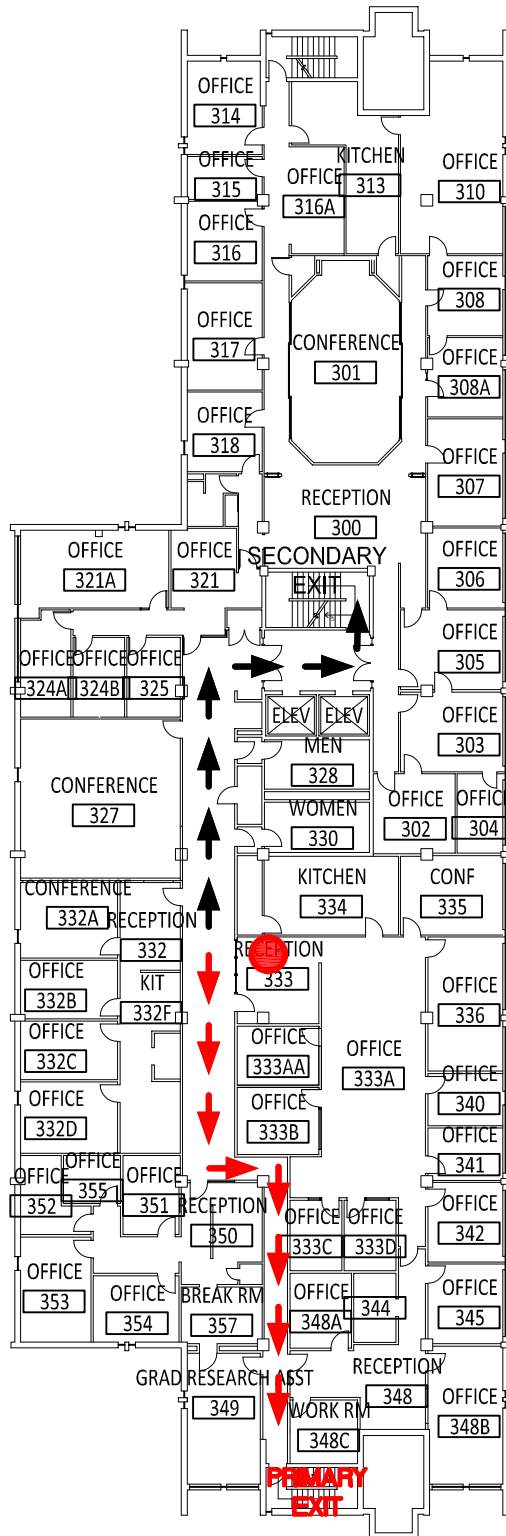 OFFICE
314
OFFICE
315
OFFICE
316
KITCHEN
313
OFFICE
316A
OFFICE
310
OFFICE
317
OFFICE
318
CONFERENCE
301
OFFICE
308
OFFICE
308A
OFFICE
307
RECEPTION
300
OFFICE
321A
OFFICE
321
SECONDARY
EXIT
OFFICE
306
OFFICE
305
OFFICE
324A
OFFICE
324B
OFFICE
325
ELEV
ELEV
OFFICE
303
MEN
328
CONFERENCE
327
WOMEN
330
OFFICE
302
OFFICE
304
CONFERENCE
332A
RECEPTION
332
KITCHEN
334
CONF
335
OFFICE
332B
KIT
332F
RECEPTION
333
OFFICE
336
OFFICE
332C
OFFICE
333AA
OFFICE
333A
OFFICE
332D
OFFICE
333B
OFFICE
340
OFFICE
341
OFFICE
352
OFFICE
355
OFFICE
351
RECEPTION
350
OFFICE
333C
OFFICE
333D
OFFICE
342
OFFICE
353
OFFICE
354
BREAK RM
357
OFFICE
348A
344
OFFICE
345
GRAD RESEARCH ASST
349
RECEPTION
348
WORK RM
348C
OFFICE
348B
PRIMARY
EXIT